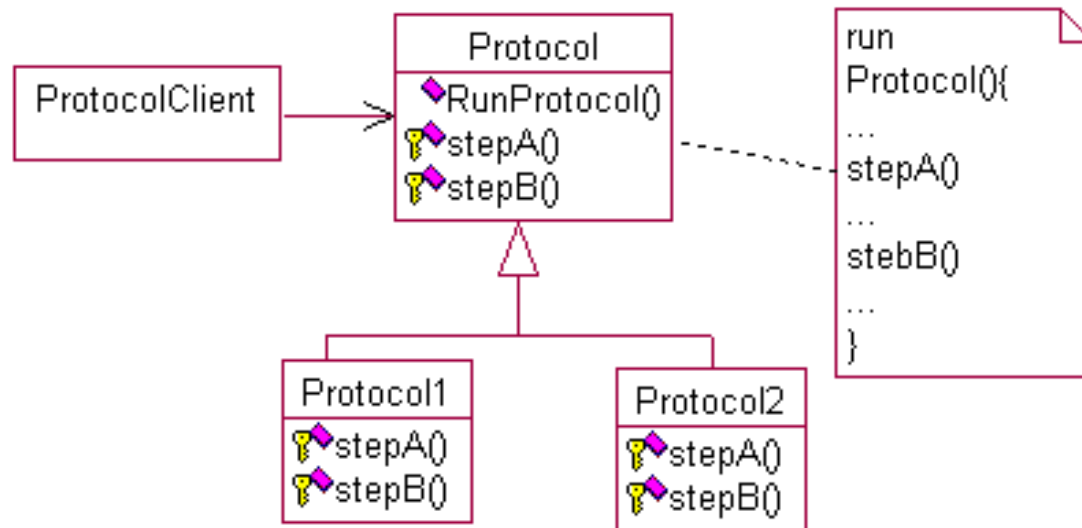 ProtocolClient
Protocol
RunProtocol()
stepA()
stepB()
run
Protocol(){
...
stepA()
...
stebB()
...
}
Protocol1
stepA()
stepB()
Protocol2
stepA()
stepB()